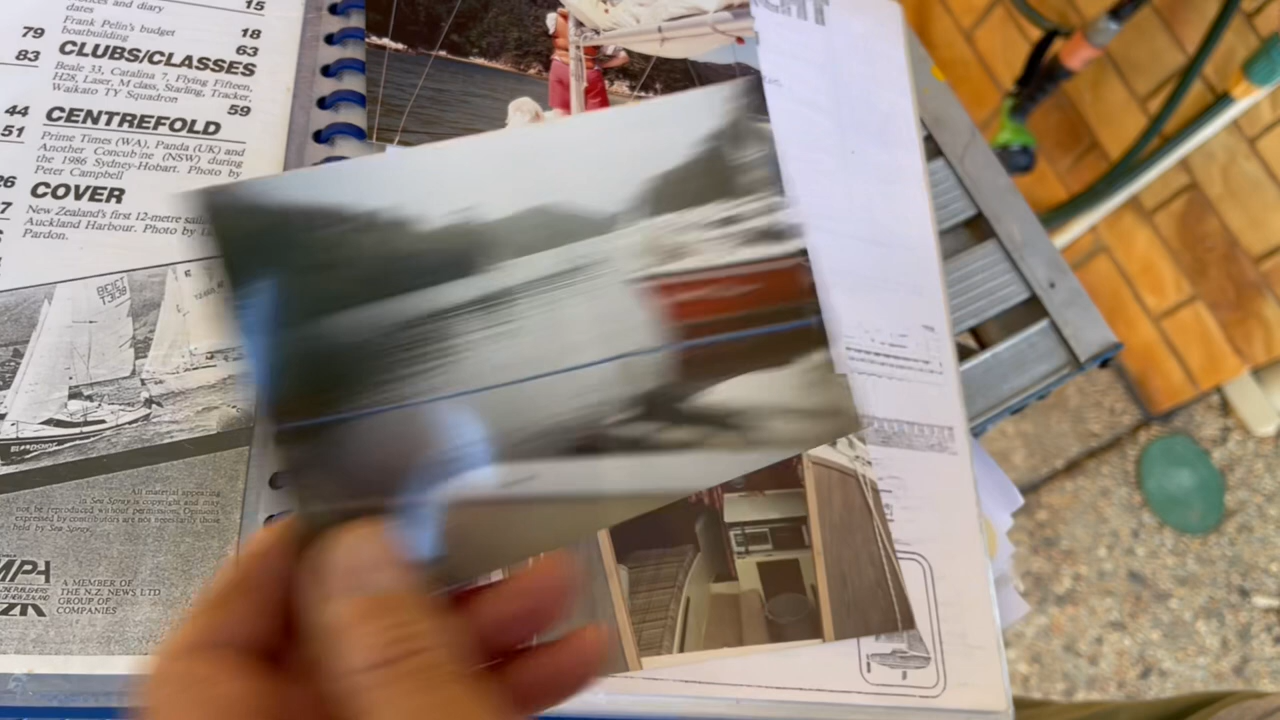 15
dates
Frank Pelin's budget
boatbuilding
18
79
CLUBS/CLASSES
63
83
Beale 33, Catalina 7, Flying Fifteen,
H28, Laser, M class, Starling, Tracker,
Waikato TY Squadron
59
44
CENTREFOLD
51
Prime Times (WA), Panda (UK) and
Another Concubine (NSW) during
the 1986 Sydney-Hobart. Photo by
Peter Campbell
26
COVER
7
New Zealand's first 12-metre
Auckland Harbour. Photo by
Pardon.
All material appearing
in Sea Spray is copyright and may
not be reproduced without permission. Opinions
expressed by contributors are not necessarily those
held by Sea Spray.
A MEMBER OF
THE N.Z. NEWS LTD
GROUP OF
COMPANIES